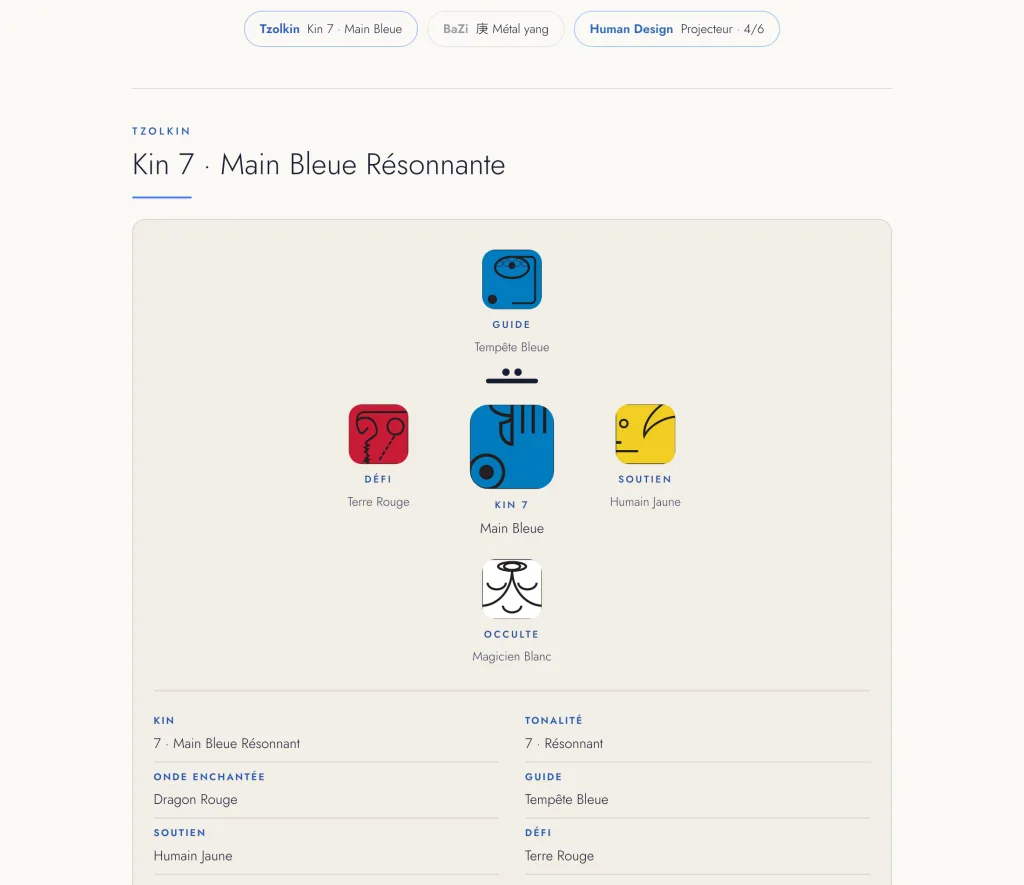 Tzolkin Kin 7 · Main Bleue
BaZi 庚 Métal yang
Human Design Projecteur · 4/6
TZOLKIN
Kin 7 · Main Bleue Résonnante
GUIDE
Tempête Bleue
DÉFI
Terre Rouge
KIN 7
Main Bleue
SOUTIEN
Humain Jaune
OCCULTE
Magicien Blanc
KIN
7 · Main Bleue Résonnant
TONALITÉ
7 · Résonnant
ONDE ENCHANTÉE
Dragon Rouge
GUIDE
Tempête Bleue
SOUTIEN
Humain Jaune
DÉFI
Terre Rouge